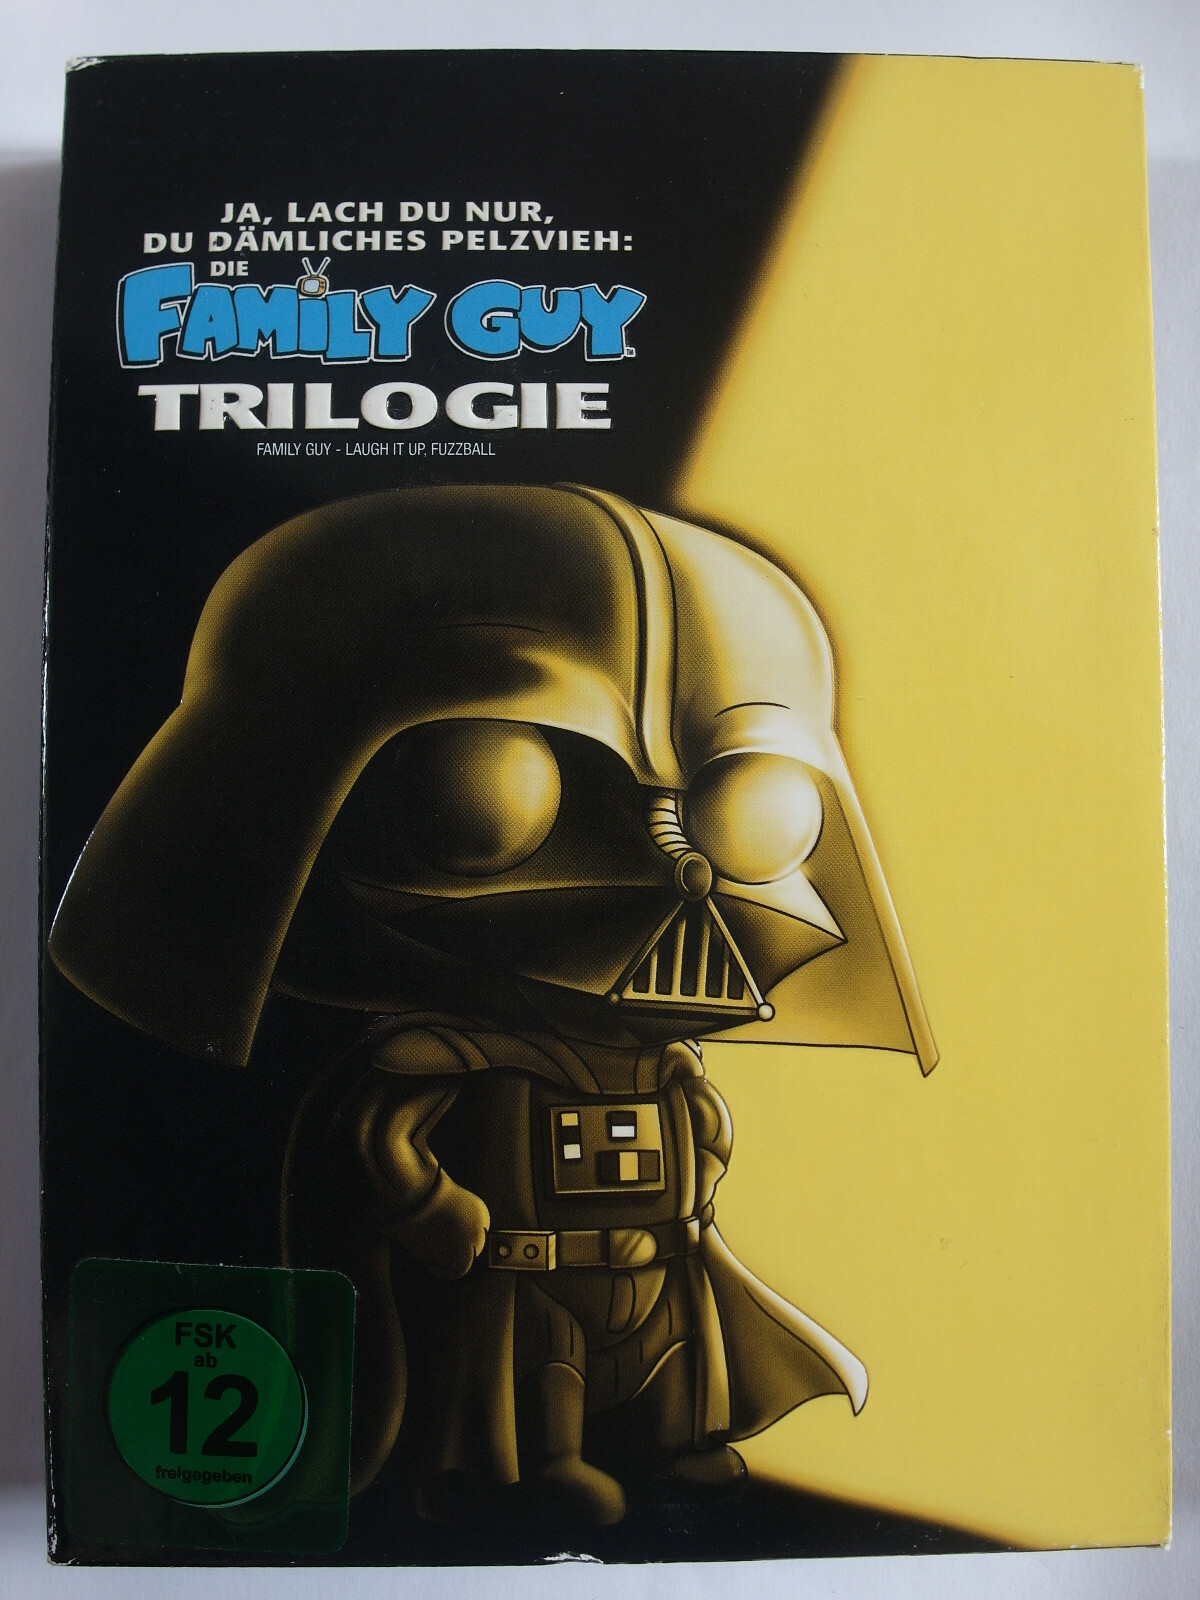 JA, LACH DU NUR,
DU DÄMLICHES PELZVIEH:
DIE
FAMILY GUY™
TRILOGIE
FAMILY GUY - LAUGH IT UP, FUZZBALL
FSK
ab
12
freigegeben